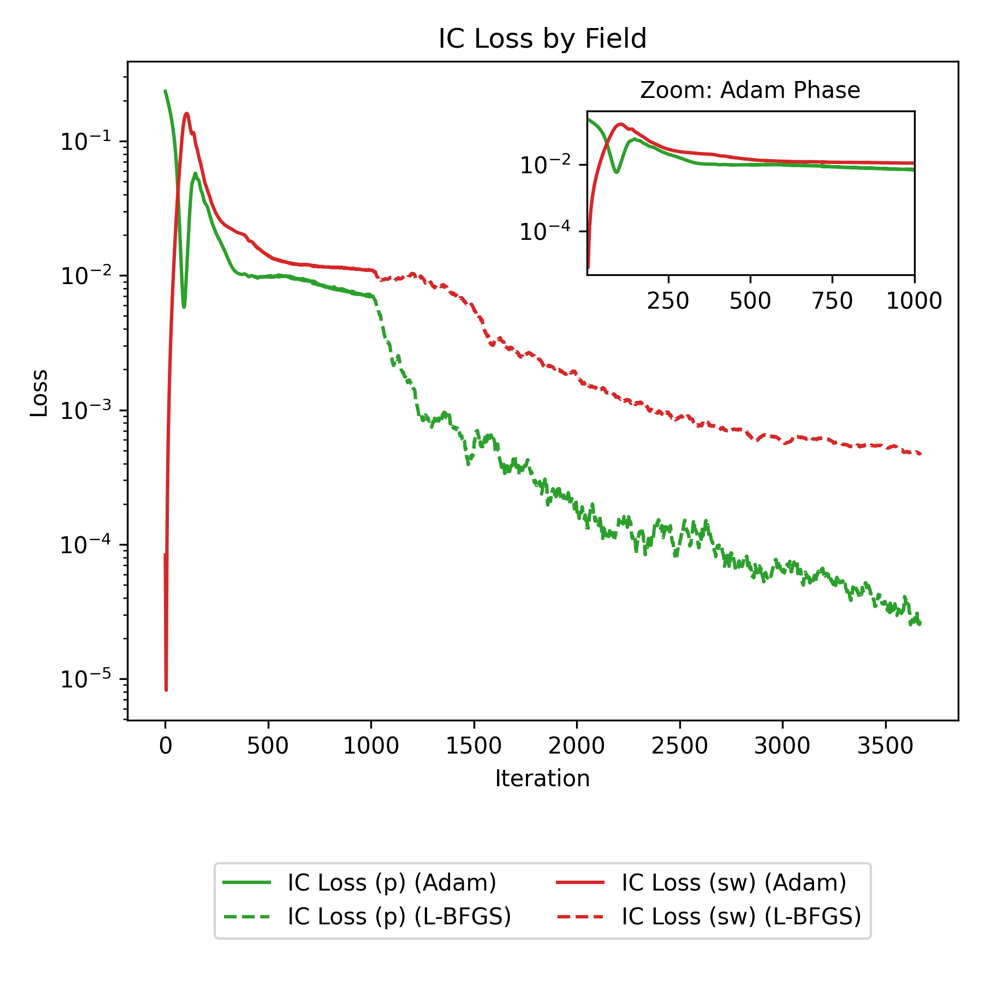 IC Loss by Field
Zoom: Adam Phase
10⁻²
10⁻⁴
250 500 750 1000
10⁻¹
10⁻²
10⁻³
10⁻⁴
10⁻⁵
Loss
0 500 1000 1500 2000 2500 3000 3500
Iteration
IC Loss (p) (Adam) IC Loss (sw) (Adam)
IC Loss (p) (L-BFGS) IC Loss (sw) (L-BFGS)